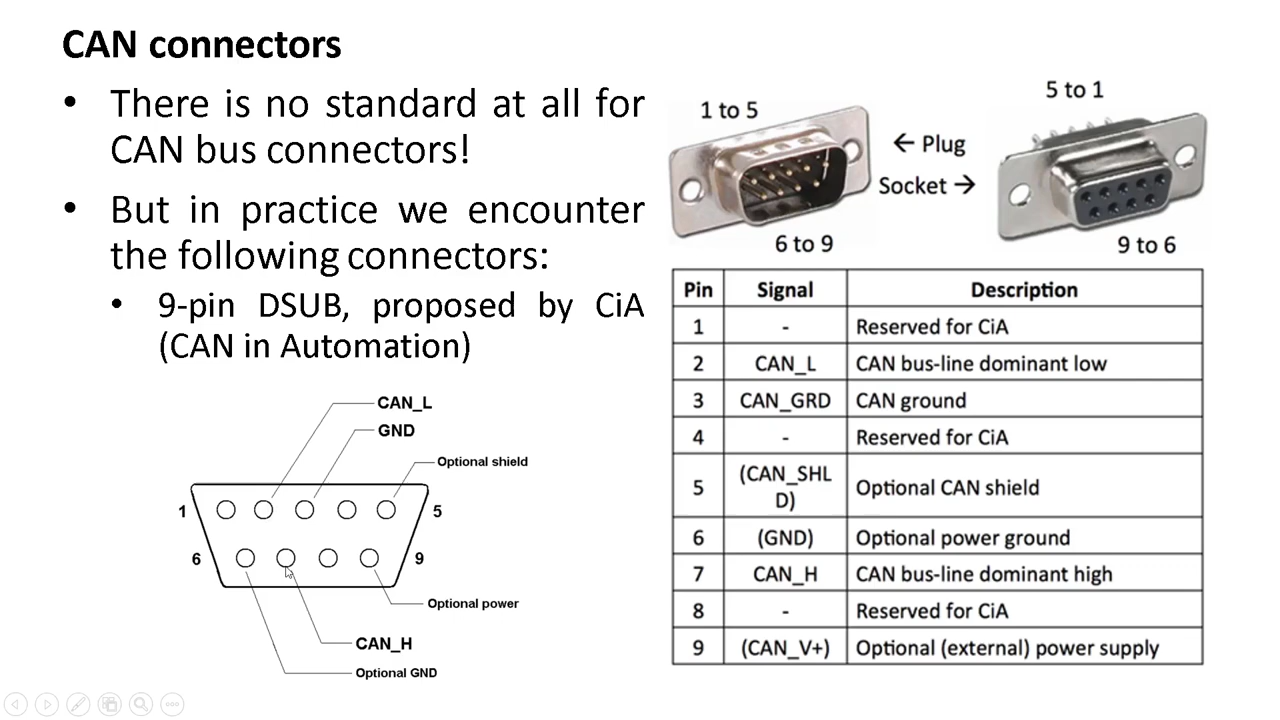 CAN connectors
• There is no standard at all for
CAN bus connectors!
• But in practice we encounter
the following connectors:
• 9-pin DSUB, proposed by CiA
(CAN in Automation)
CAN_L
GND
Optional shield
1
5
6
9
Optional power
CAN_H
Optional GND
1 to 5
5 to 1
← Plug
Socket →
6 to 9
9 to 6
Pin Signal Description
1 - Reserved for CiA
2 CAN_L CAN bus-line dominant low
3 CAN_GRD CAN ground
4 - Reserved for CiA
5 (CAN_SHL
D) Optional CAN shield
6 (GND) Optional power ground
7 CAN_H CAN bus-line dominant high
8 - Reserved for CiA
9 (CAN_V+) Optional (external) power supply